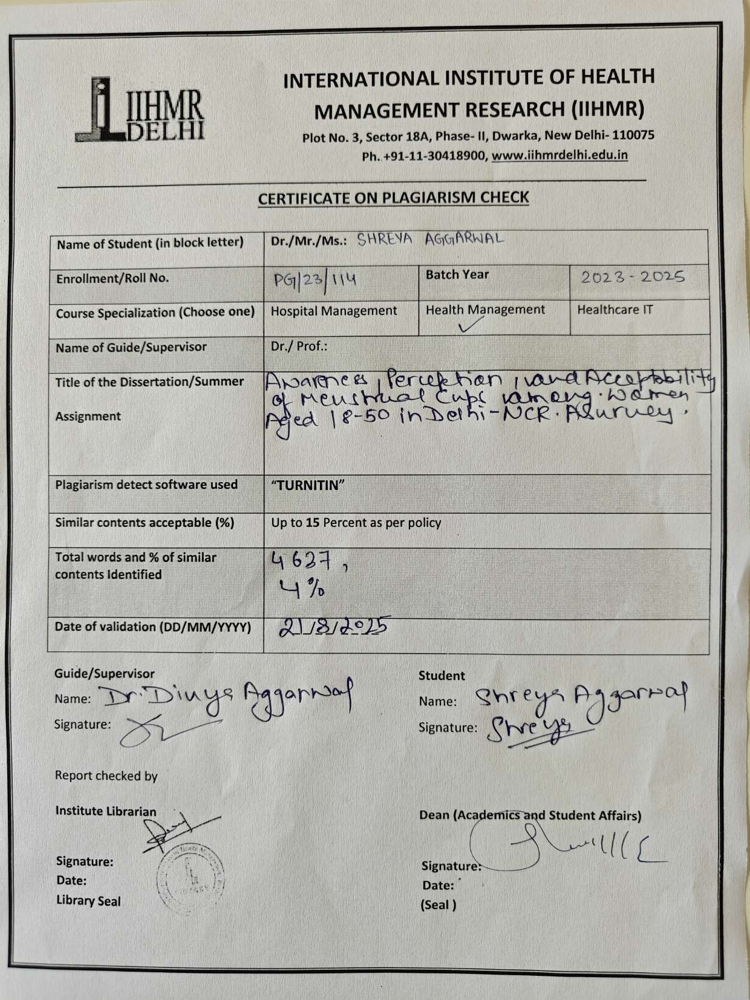 IIHMR
DELHI
INTERNATIONAL INSTITUTE OF HEALTH
MANAGEMENT RESEARCH (IIHMR)
Plot No. 3, Sector 18A, Phase- II, Dwarka, New Delhi- 110075
Ph. +91-11-30418900, www.iihmrdelhi.edu.in
CERTIFICATE ON PLAGIARISM CHECK
Name of Student (in block letter) Dr./Mr./Ms.: SHREYA AGGARWAL
Enrollment/Roll No. PG/23/114 Batch Year 2023-2025
Course Specialization (Choose one) Hospital Management Health Management ✓ Healthcare IT
Name of Guide/Supervisor Dr./ Prof.:
Title of the Dissertation/Summer Assignment
Awareness, Perception, and Acceptability
of Menstrual Cups among women
Aged 18-50 in Delhi-NCR. A Survey.
Plagiarism detect software used "TURNITIN"
Similar contents acceptable (%) Up to 15 Percent as per policy
Total words and % of similar
contents Identified
4637,
4%
Date of validation (DD/MM/YYYY) 21/8/2025
Guide/Supervisor
Name: Dr. Divya Aggarwal
Signature:
Student
Name: Shreya Aggarwal
Signature: Shreya
Report checked by
Institute Librarian
Signature:
Date:
Library Seal
Dean (Academics and Student Affairs)
Signature:
Date:
(Seal )